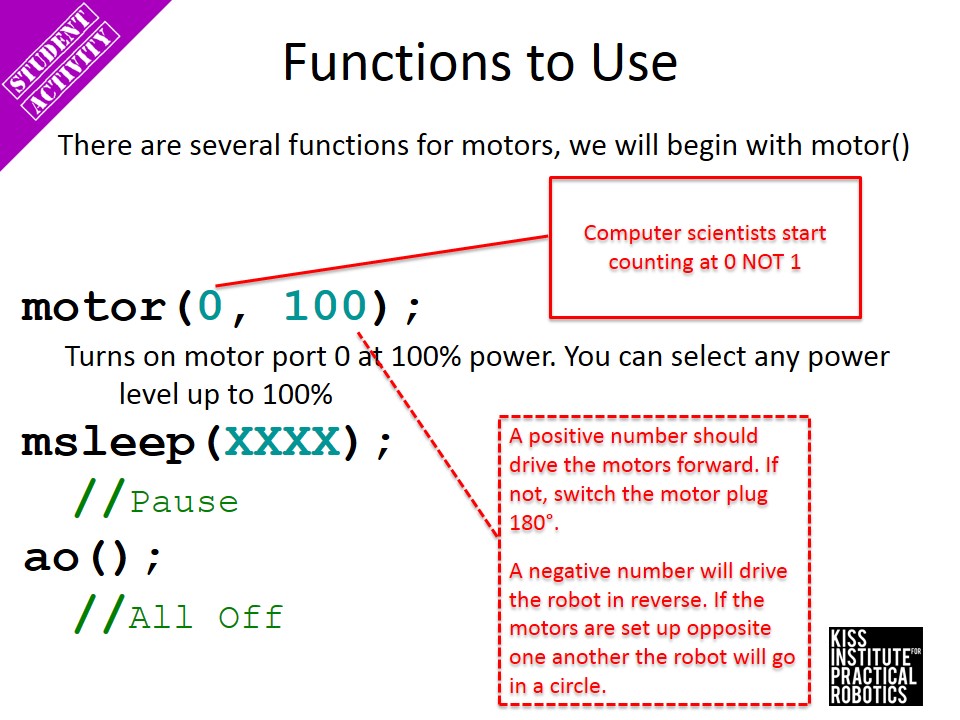 STUDENT
ACTIVITY
Functions to Use
There are several functions for motors, we will begin with motor()
Computer scientists start
counting at 0 NOT 1
motor(0, 100);
Turns on motor port 0 at 100% power. You can select any power
level up to 100%
msleep(XXXX);
//Pause
ao();
//All Off
A positive number should
drive the motors forward. If
not, switch the motor plug
180°.
A negative number will drive
the robot in reverse. If the
motors are set up opposite
one another the robot will go
in a circle.
KISS
INSTITUTE FOR
PRACTICAL
ROBOTICS